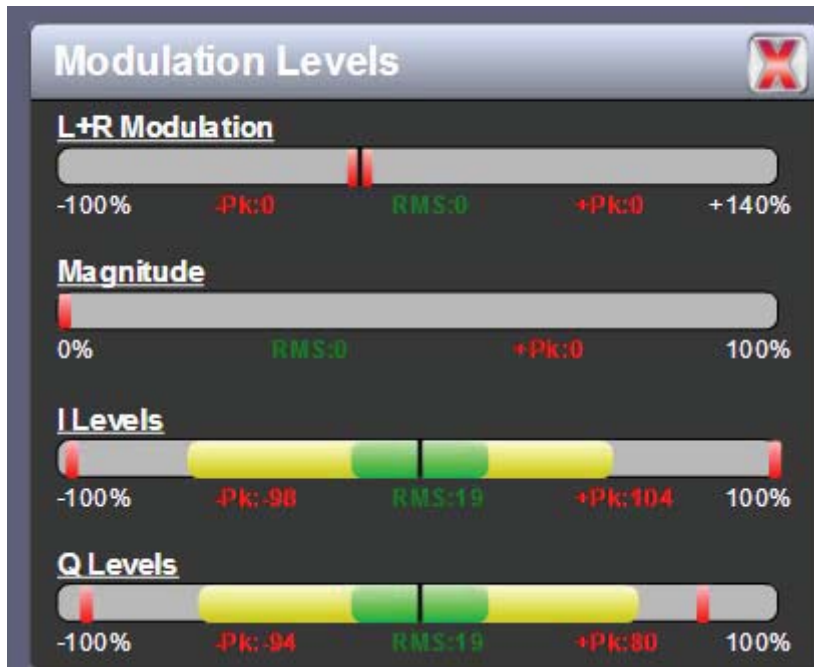 Modulation Levels
X
L+R Modulation
-100% -Pk:0 RMS:0 +Pk:0 +140%
Magnitude
0% RMS:0 +Pk:0 100%
I Levels
-100% -Pk:-98 RMS:19 +Pk:104 100%
Q Levels
-100% -Pk:-94 RMS:19 +Pk:80 100%